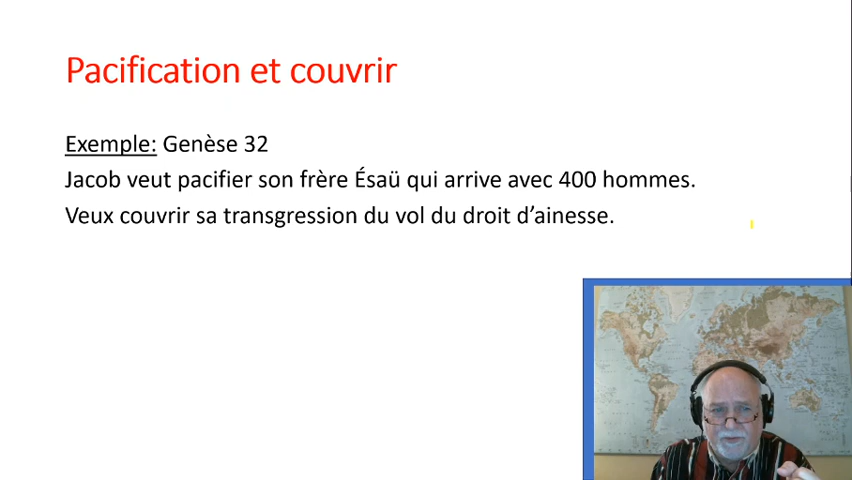 Pacification et couvrir
Exemple: Genèse 32
Jacob veut pacifier son frère Ésaü qui arrive avec 400 hommes.
Veux couvrir sa transgression du vol du droit d’ainesse.